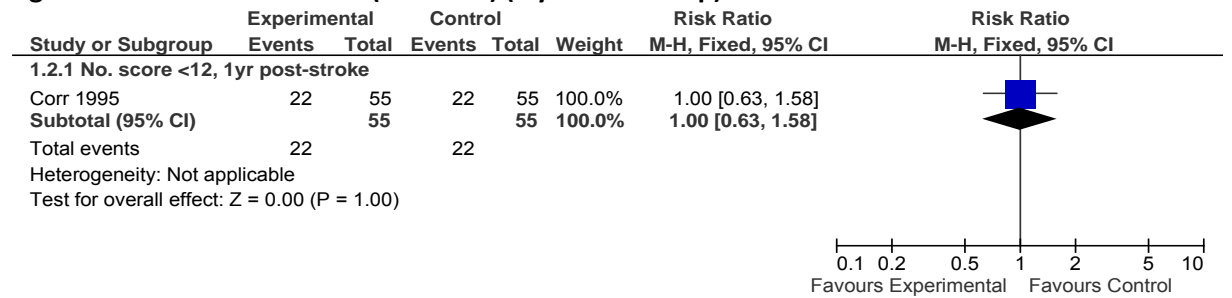 Experimental Control Risk Ratio Risk Ratio
Study or Subgroup Events Total Events Total Weight M-H, Fixed, 95% CI M-H, Fixed, 95% CI
1.2.1 No. score <12, 1yr post-stroke
Corr 1995 22 55 22 55 100.0% 1.00 [0.63, 1.58]
Subtotal (95% CI) 55 55 100.0% 1.00 [0.63, 1.58]
Total events 22 22
Heterogeneity: Not applicable
Test for overall effect: Z = 0.00 (P = 1.00)
0.1 0.2 0.5 1 2 5 10
Favours Experimental Favours Control